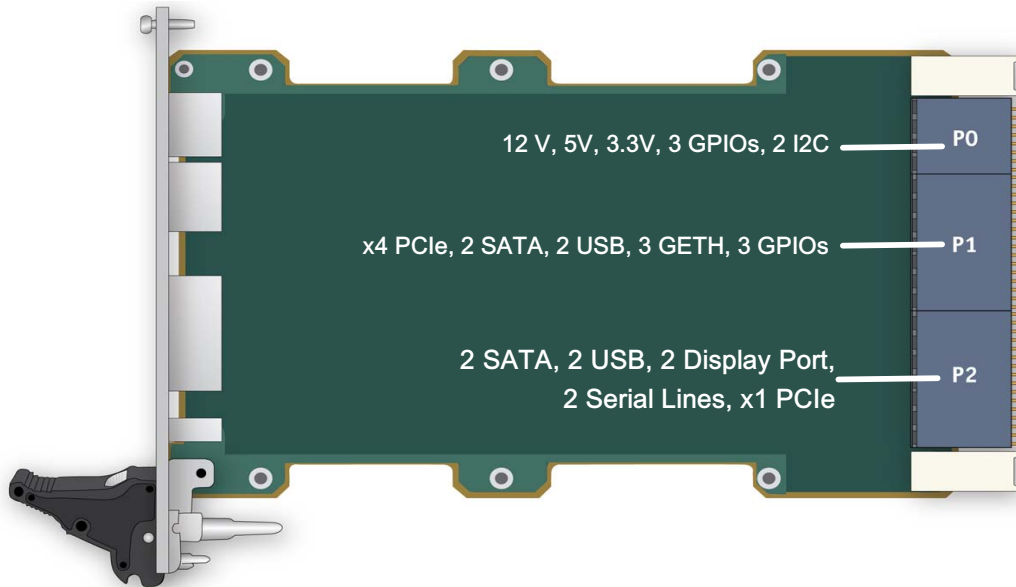 12 V, 5V, 3.3V, 3 GPIOs, 2 I2C
P0
x4 PCIe, 2 SATA, 2 USB, 3 GETH, 3 GPIOs
P1
2 SATA, 2 USB, 2 Display Port,
2 Serial Lines, x1 PCIe
P2